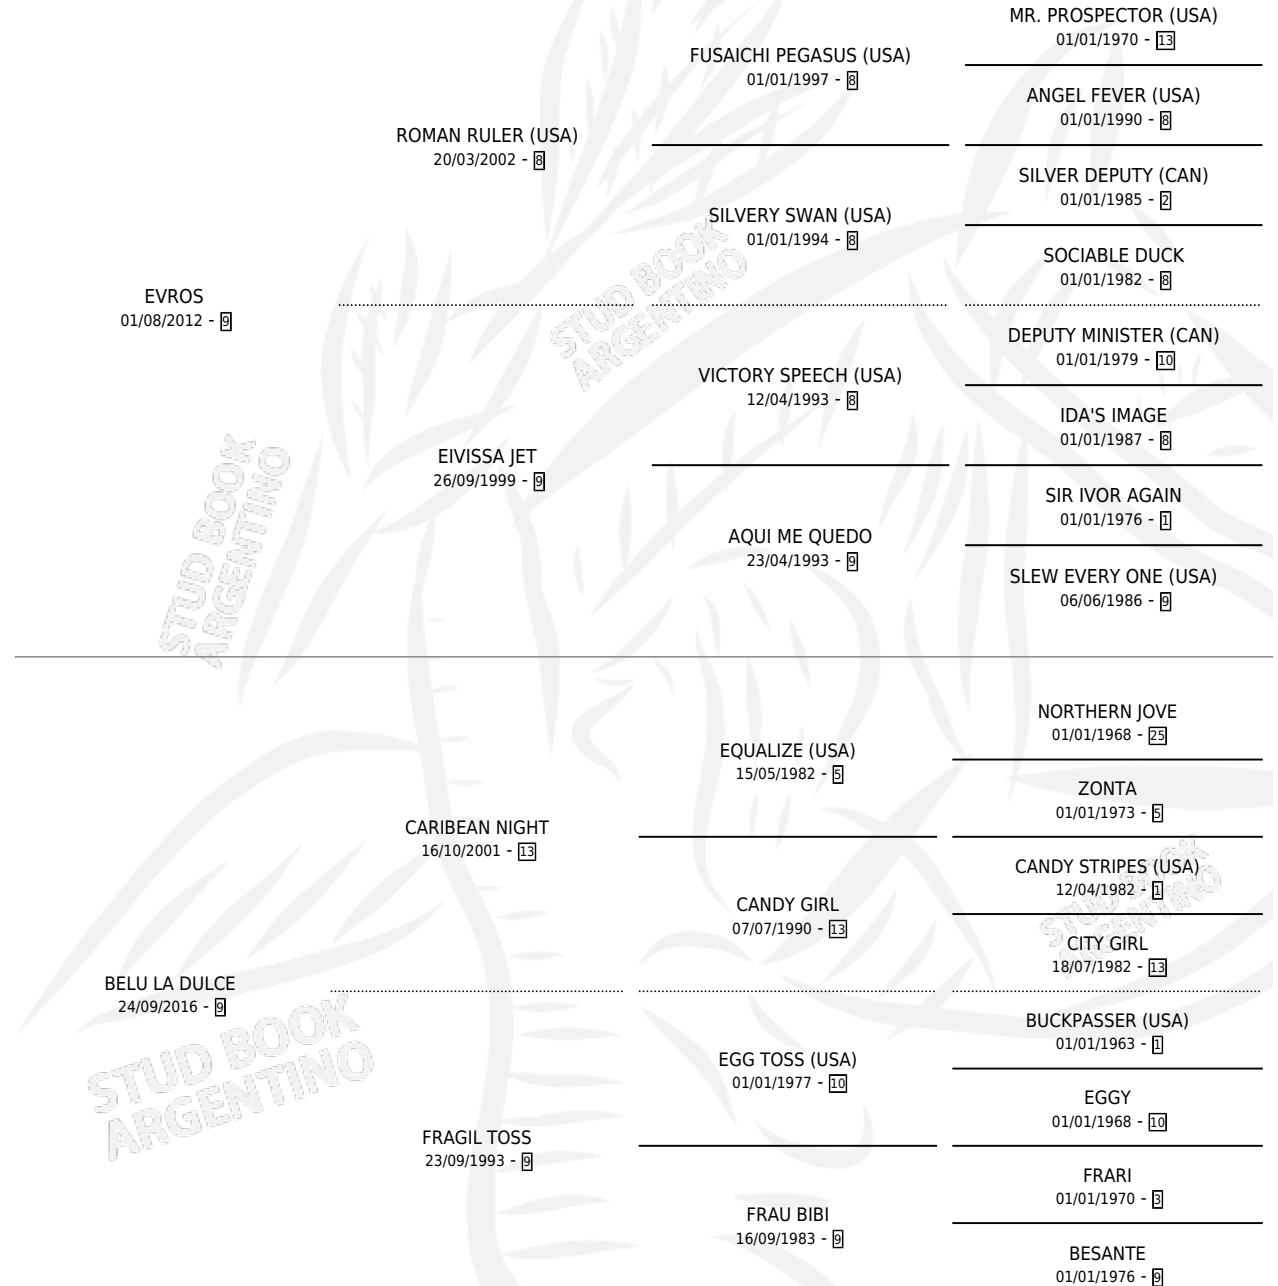 MR. PROSPECTOR (USA)
01/01/1970 - 13
FUSAICHI PEGASUS (USA)
01/01/1997 - 8
ANGEL FEVER (USA)
01/01/1990 - 8
ROMAN RULER (USA)
20/03/2002 - 8
SILVER DEPUTY (CAN)
01/01/1985 - 2
SILVERY SWAN (USA)
01/01/1994 - 8
SOCIABLE DUCK
01/01/1982 - 8
EVROS
01/08/2012 - 9
STUD BOOK
ARGENTINO
DEPUTY MINISTER (CAN)
01/01/1979 - 10
VICTORY SPEECH (USA)
12/04/1993 - 8
IDA'S IMAGE
01/01/1987 - 8
EIVISSA JET
26/09/1999 - 9
SIR IVOR AGAIN
01/01/1976 - 1
AQUI ME QUEDO
23/04/1993 - 9
SLEW EVERY ONE (USA)
06/06/1986 - 9
STUD BOOK
ARGENTINO
NORTHERN JOVE
01/01/1968 - 25
EQUALIZE (USA)
15/05/1982 - 5
ZONTA
01/01/1973 - 5
CARIBEAN NIGHT
16/10/2001 - 13
CANDY STRIPES (USA)
12/04/1982 - 1
CANDY GIRL
07/07/1990 - 13
CITY GIRL
18/07/1982 - 13
STUD BOOK
ARGENTINO
BELU LA DULCE
24/09/2016 - 9
BUCKPASSER (USA)
01/01/1963 - 1
EGG TOSS (USA)
01/01/1977 - 10
EGGY
01/01/1968 - 10
STUD BOOK
ARGENTINO
FRAGIL TOSS
23/09/1993 - 9
FRARI
01/01/1970 - 3
FRAU BIBI
16/09/1983 - 9
BESANTE
01/01/1976 - 9